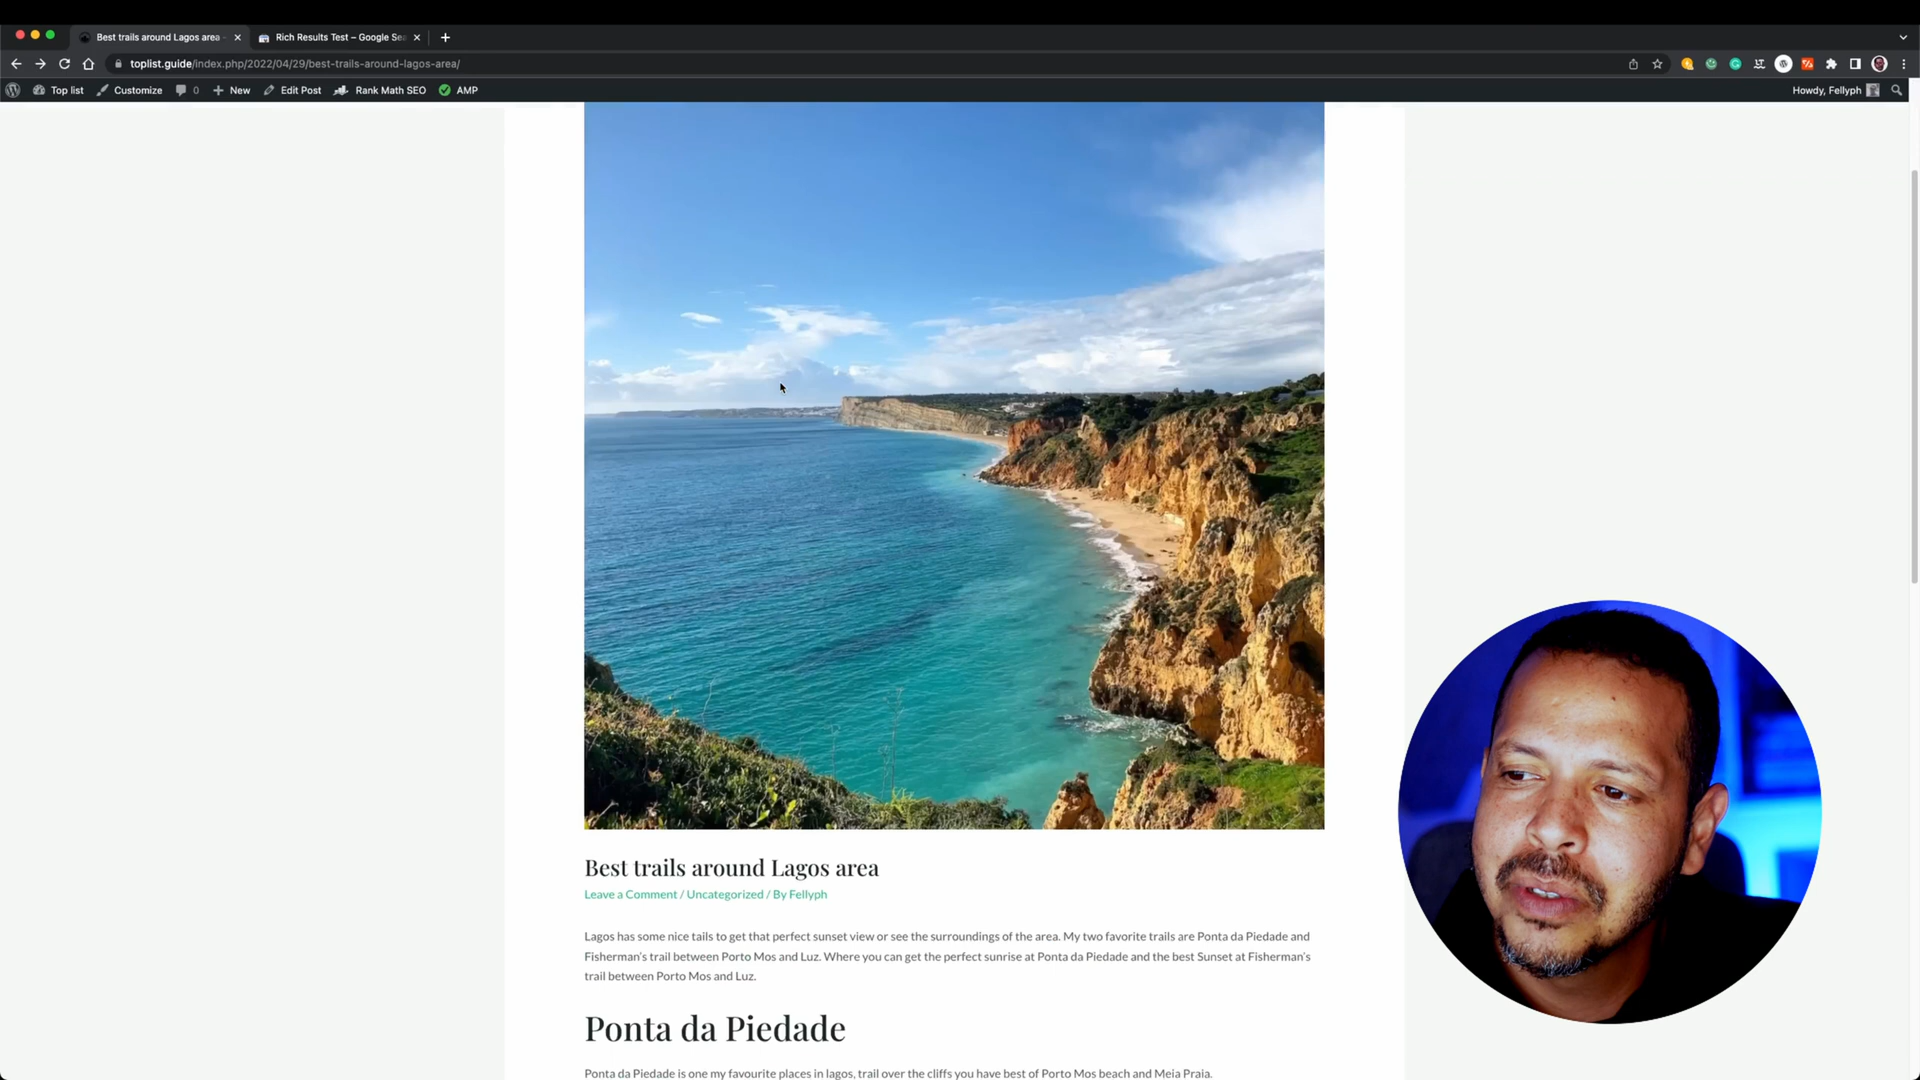 Best trails around Lagos area -
Rich Results Test – Google Se
toplist.guide/index.php/2022/04/29/best-trails-around-lagos-area/
Top list Customize 0 New Edit Post Rank Math SEO AMP Howdy, Fellyph
Best trails around Lagos area
Leave a Comment / Uncategorized / By Fellyph
Lagos has some nice tails to get that perfect sunset view or see the surroundings of the area. My two favorite trails are Ponta da Piedade and
Fisherman's trail between Porto Mos and Luz. Where you can get the perfect sunrise at Ponta da Piedade and the best Sunset at Fisherman's
trail between Porto Mos and Luz.
Ponta da Piedade
Ponta da Piedade is one my favourite places in lagos, trail over the cliffs you have best of Porto Mos beach and Meia Praia.